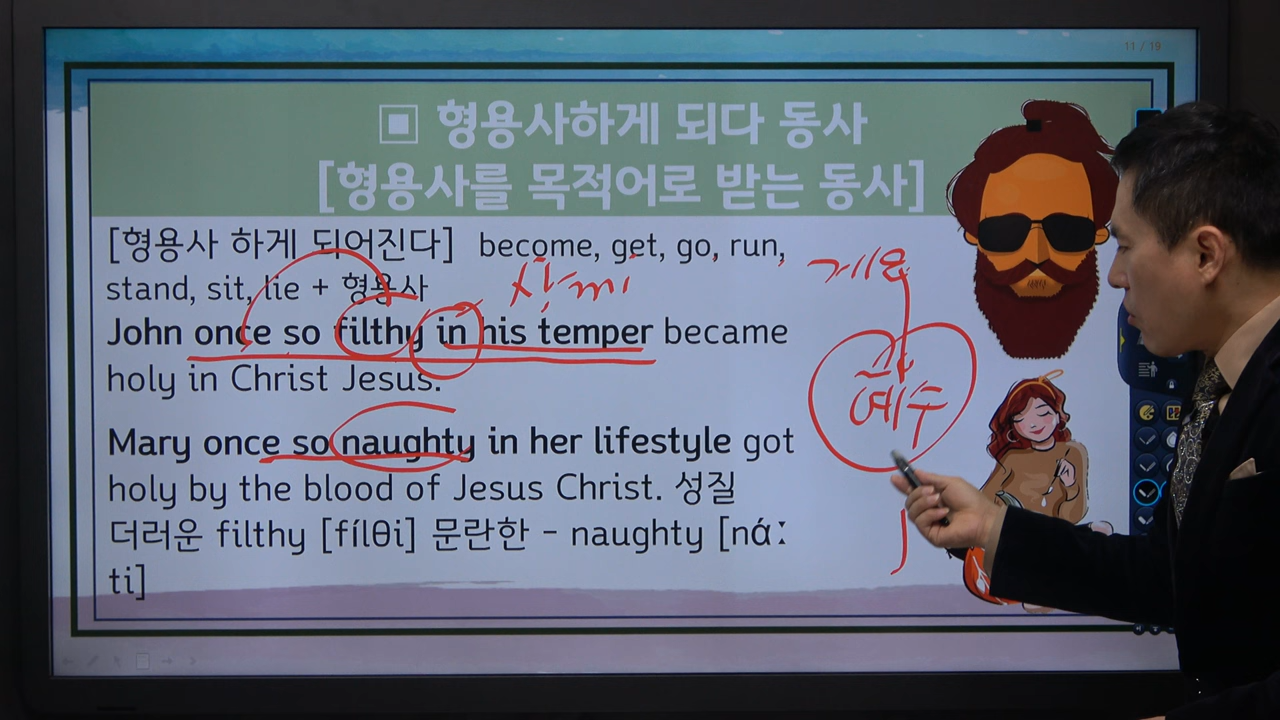 11 / 19
▣ 형용사하게 되다 동사
[형용사를 목적어로 받는 동사]
[형용사 하게 되어진다] become, get, go, run,
stand, sit, lie + 형용사
John once so filthy in his temper became
holy in Christ Jesus.
Mary once so naughty in her lifestyle got
holy by the blood of Jesus Christ. 성질
더러운 filthy [fílθi] 문란한 - naughty [nɑ́ː
ti]
예수